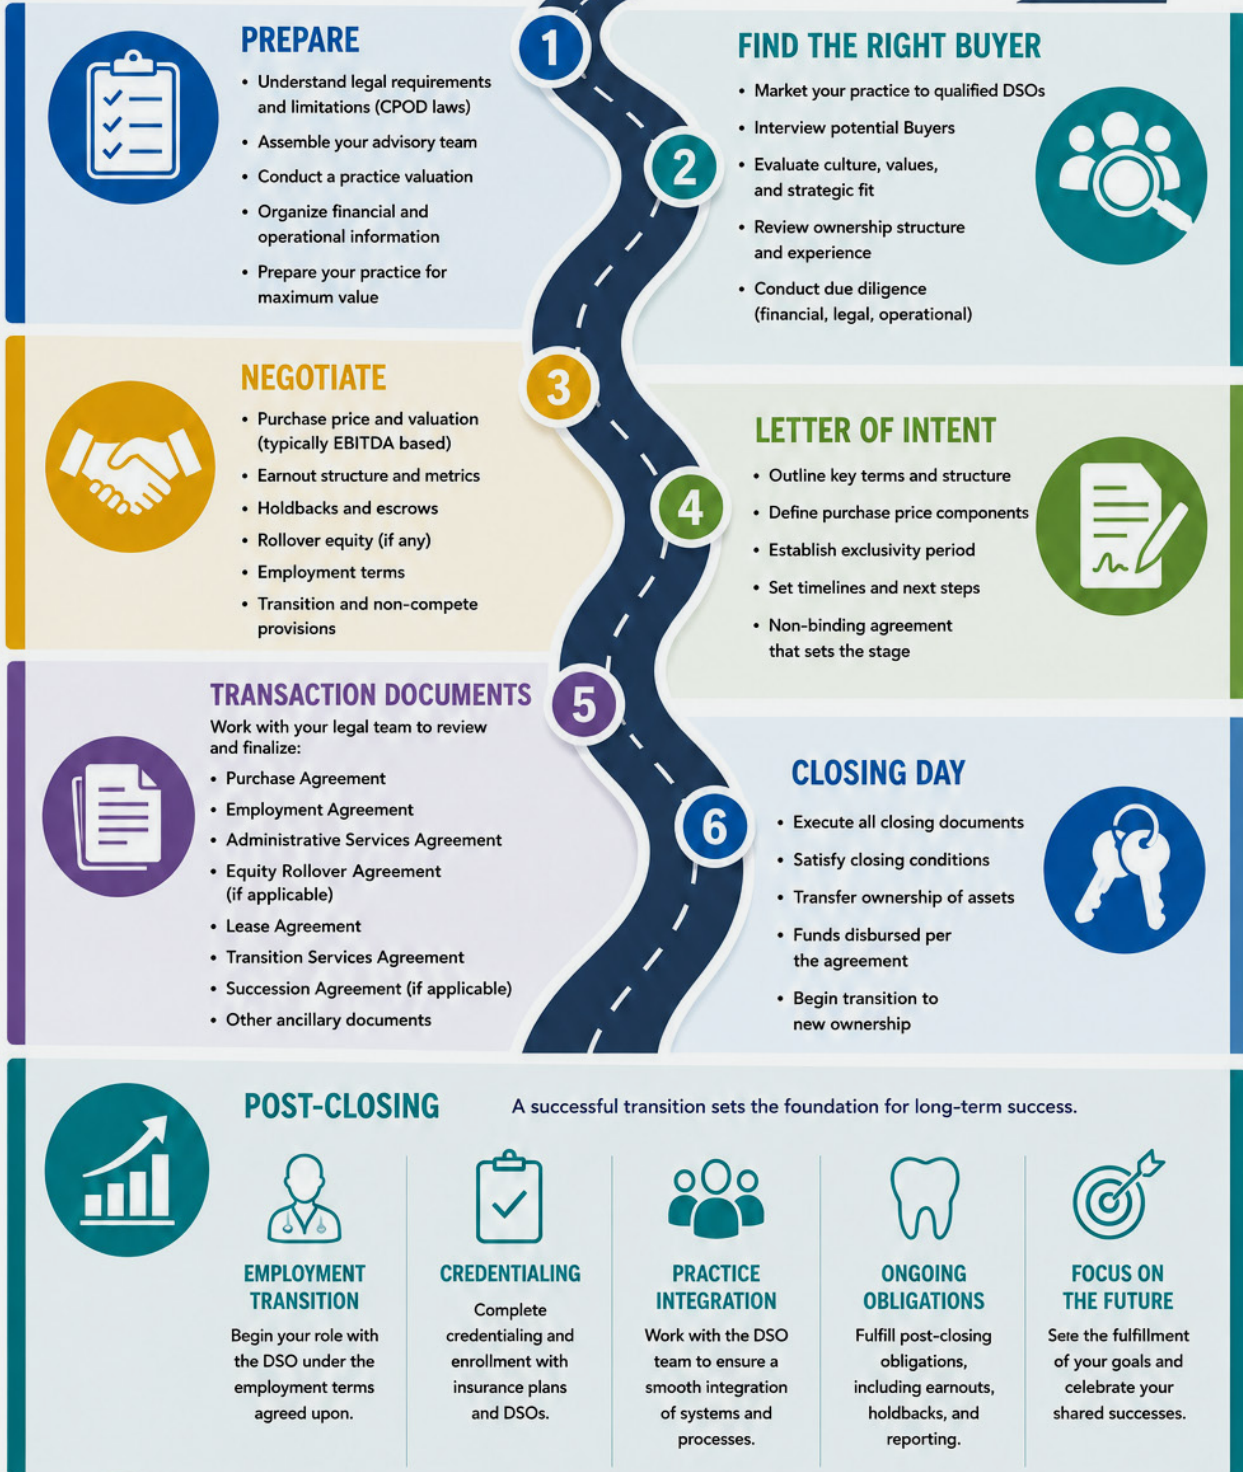 1
PREPARE
• Understand legal requirements
and limitations (CPOD laws)
• Assemble your advisory team
• Conduct a practice valuation
• Organize financial and
operational information
• Prepare your practice for
maximum value
2
FIND THE RIGHT BUYER
• Market your practice to qualified DSOs
• Interview potential Buyers
• Evaluate culture, values,
and strategic fit
• Review ownership structure
and experience
• Conduct due diligence
(financial, legal, operational)
3
NEGOTIATE
• Purchase price and valuation
(typically EBITDA based)
• Earnout structure and metrics
• Holdbacks and escrows
• Rollover equity (if any)
• Employment terms
• Transition and non-compete
provisions
4
LETTER OF INTENT
• Outline key terms and structure
• Define purchase price components
• Establish exclusivity period
• Set timelines and next steps
• Non-binding agreement
that sets the stage
5
TRANSACTION DOCUMENTS
Work with your legal team to review
and finalize:
• Purchase Agreement
• Employment Agreement
• Administrative Services Agreement
• Equity Rollover Agreement
(if applicable)
• Lease Agreement
• Transition Services Agreement
• Succession Agreement (if applicable)
• Other ancillary documents
6
CLOSING DAY
• Execute all closing documents
• Satisfy closing conditions
• Transfer ownership of assets
• Funds disbursed per
the agreement
• Begin transition to
new ownership
POST-CLOSING
A successful transition sets the foundation for long-term success.
EMPLOYMENT
TRANSITION
Begin your role with
the DSO under the
employment terms
agreed upon.
CREDENTIALING
Complete
credentialing and
enrollment with
insurance plans
and DSOs.
PRACTICE
INTEGRATION
Work with the DSO
team to ensure a
smooth integration
of systems and
processes.
ONGOING
OBLIGATIONS
Fulfill post-closing
obligations,
including earnouts,
holdbacks, and
reporting.
FOCUS ON
THE FUTURE
the fulfillment
of your goals and
celebrate your
shared successes.